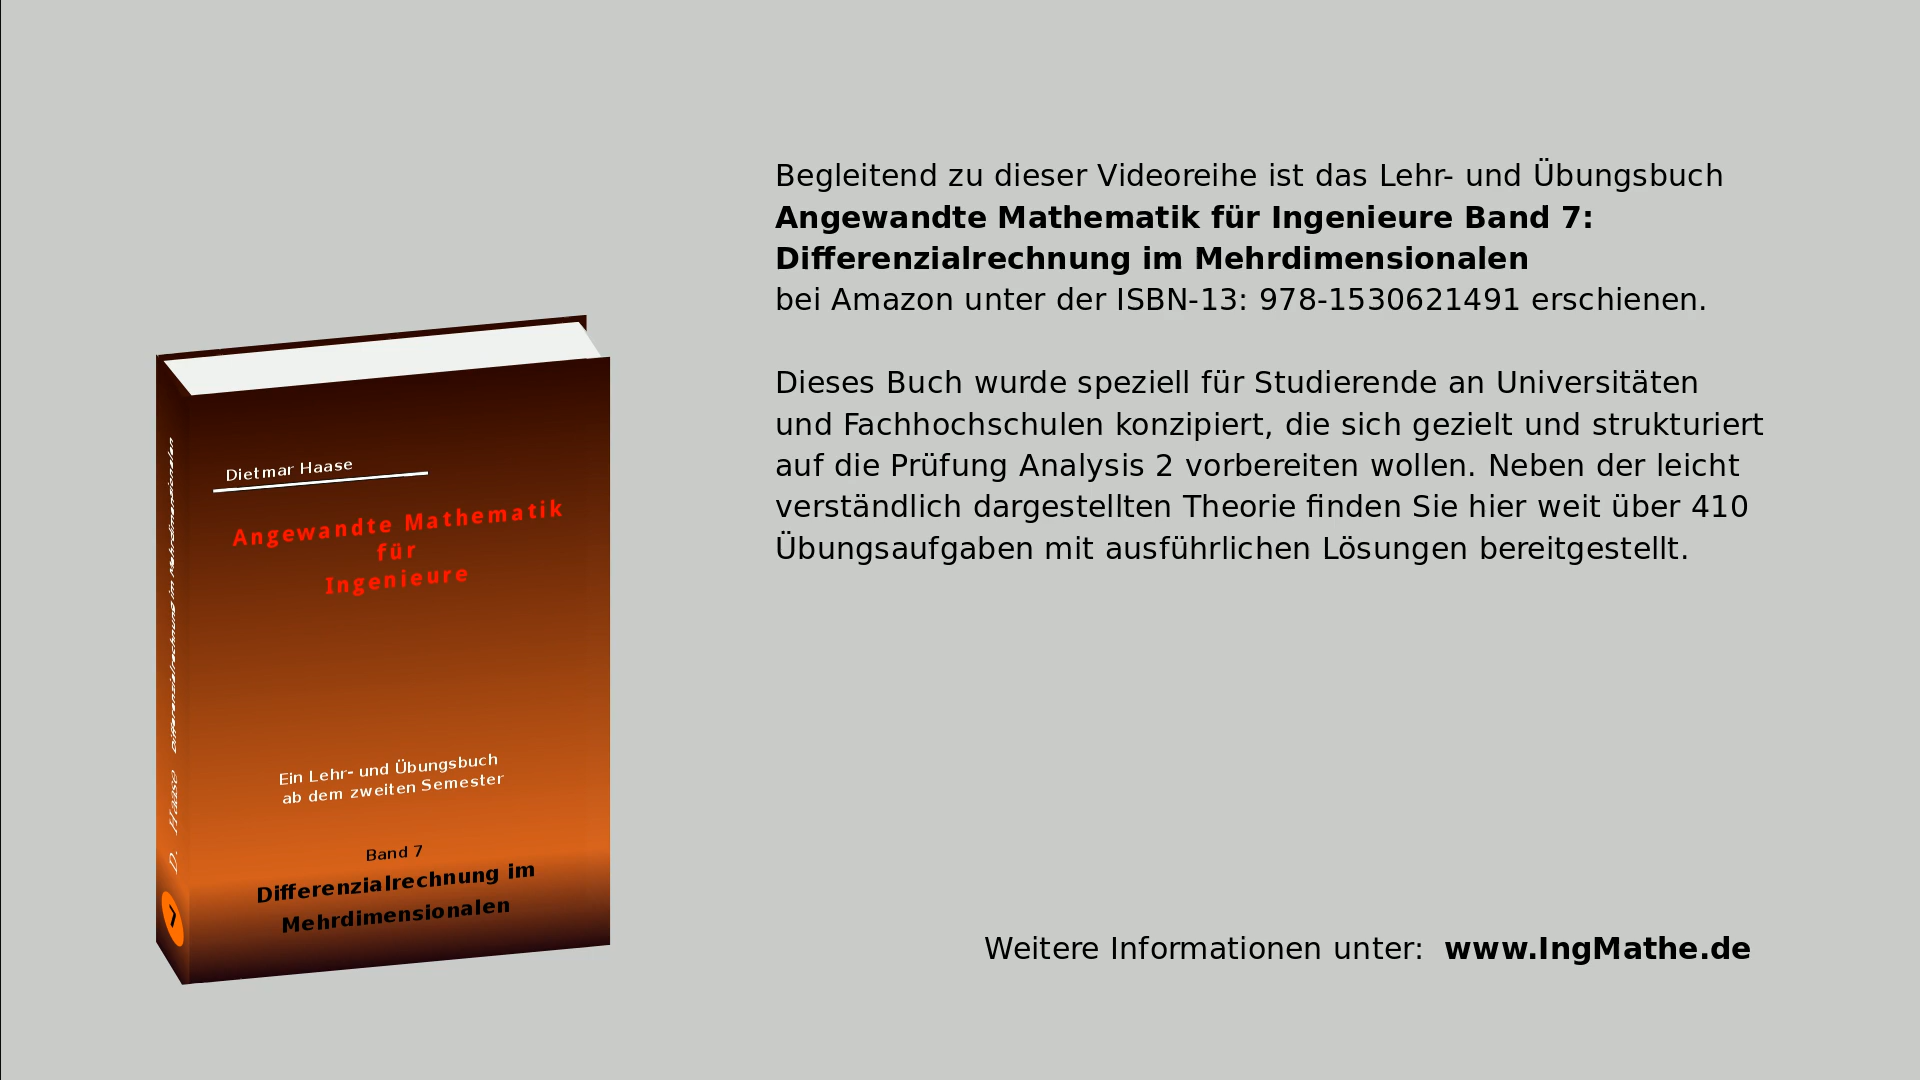 Begleitend zu dieser Videoreihe ist das Lehr- und Übungsbuch
Angewandte Mathematik für Ingenieure Band 7:
Differenzialrechnung im Mehrdimensionalen
bei Amazon unter der ISBN-13: 978-1530621491 erschienen.
Dieses Buch wurde speziell für Studierende an Universitäten
und Fachhochschulen konzipiert, die sich gezielt und strukturiert
auf die Prüfung Analysis 2 vorbereiten wollen. Neben der leicht
verständlich dargestellten Theorie finden Sie hier weit über 410
Übungsaufgaben mit ausführlichen Lösungen bereitgestellt.
Dietmar Haase
Angewandte Mathematik
für
Ingenieure
Ein Lehr- und Übungsbuch
ab dem zweiten Semester
Band 7
Differenzialrechnung im
Mehrdimensionalen
D. Haase Differenzialrechnung im Mehrdimensionalen
Weitere Informationen unter: www.IngMathe.de